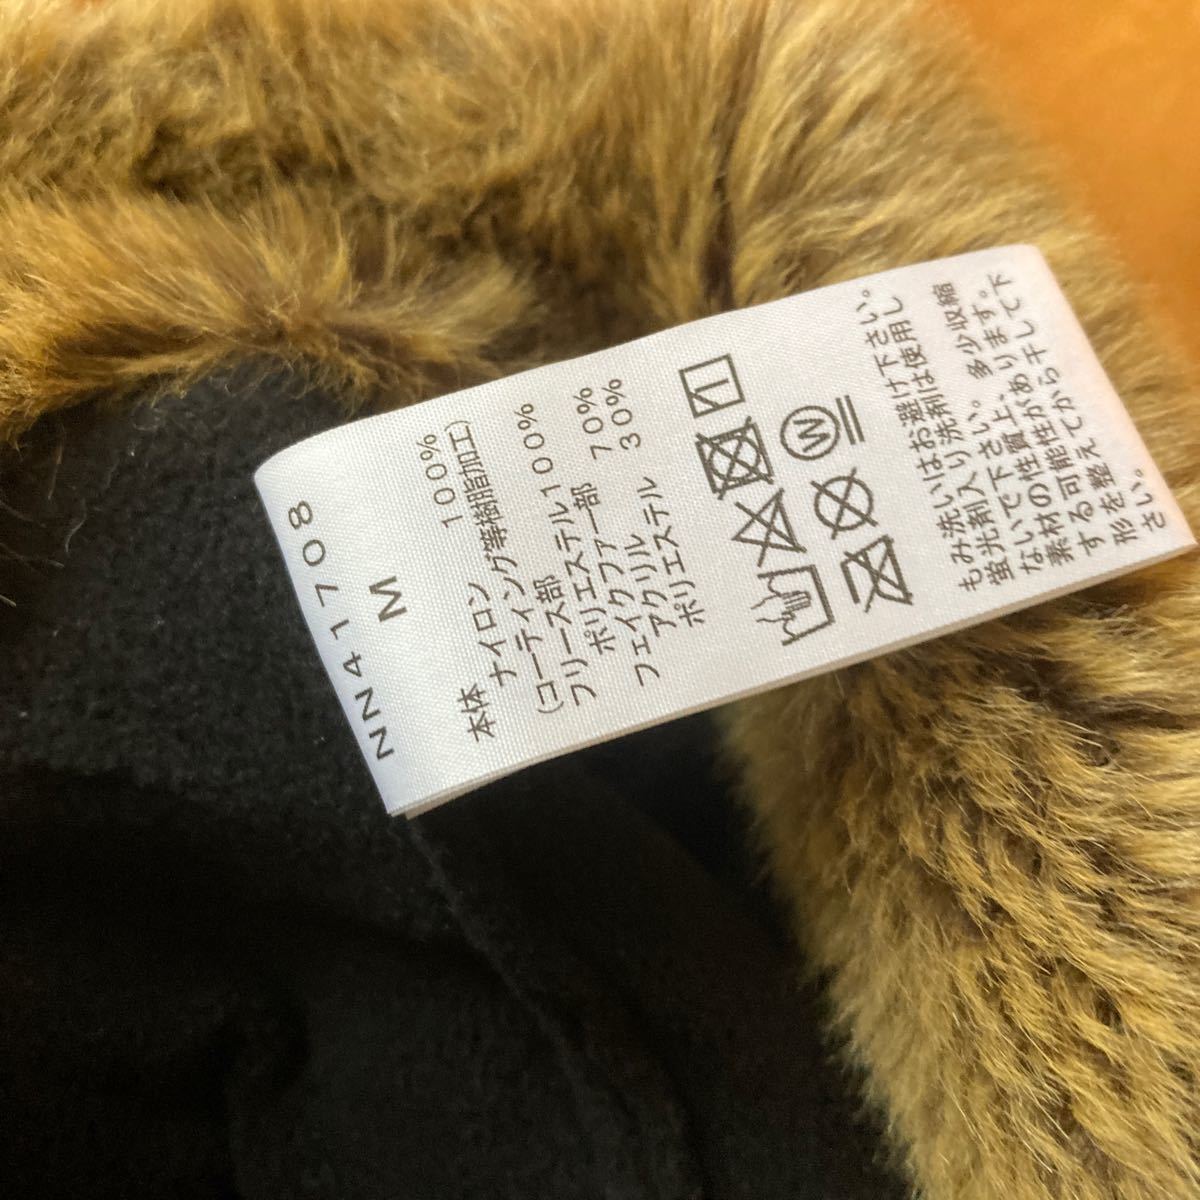 NN41708
M
本体
ナイロン 100%
(コーティング等樹脂加工)
フリース部
ポリエステル100%
フェイクファー部
アクリル 70%
ポリエステル 30%
W
もみ洗いはお避け下さい。
蛍光剤入り洗剤は使用し
ないで下さい。多少収縮
素材の性質上、あります。
する可能性がありますので
形を整えてから干して下
さい。